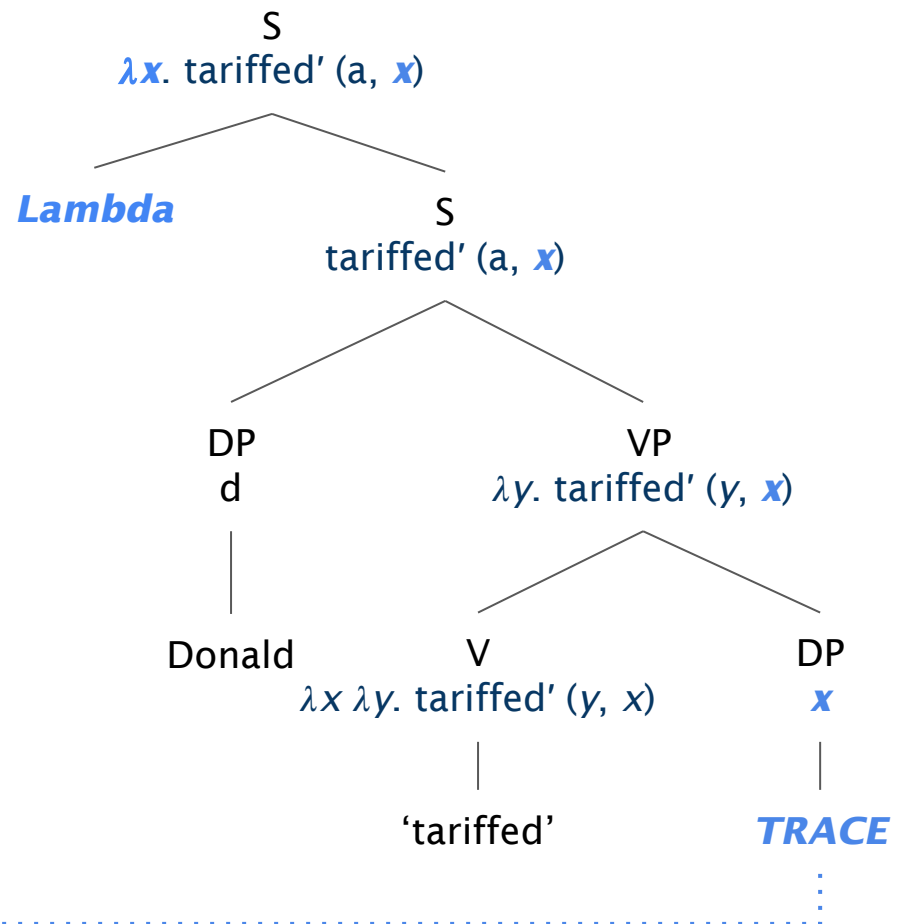 S
λx. tariffed′ (a, x)
Lambda
S
tariffed′ (a, x)
DP
d
VP
λy. tariffed′ (y, x)
Donald
V
λx λy. tariffed′ (y, x)
DP
x
‘tariffed’
TRACE